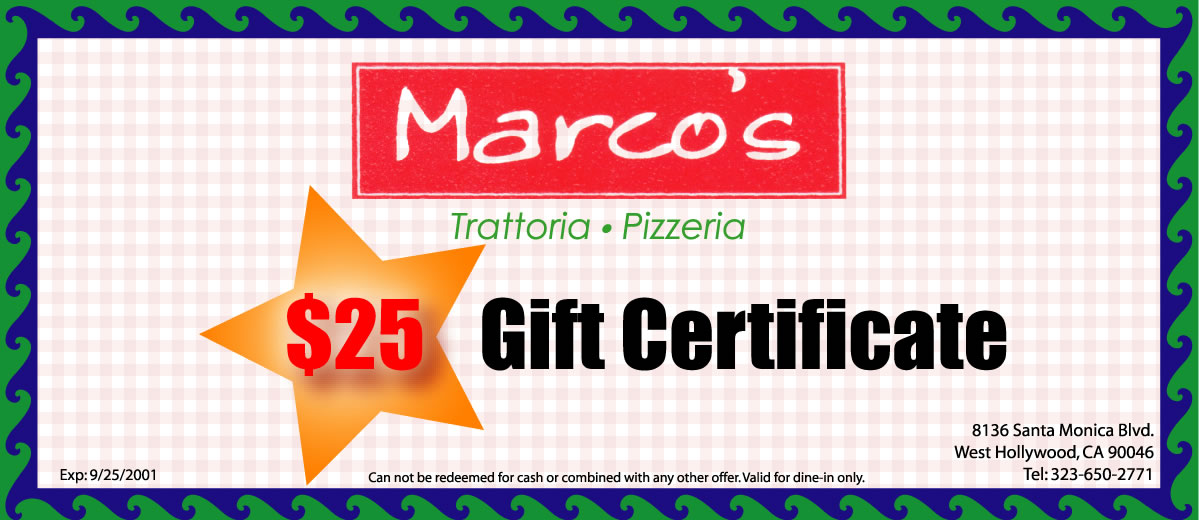 Marco's
Trattoria • Pizzeria
$25 Gift Certificate
8136 Santa Monica Blvd.
West Hollywood, CA 90046
Tel: 323-650-2771
Exp: 9/25/2001
Can not be redeemed for cash or combined with any other offer. Valid for dine-in only.